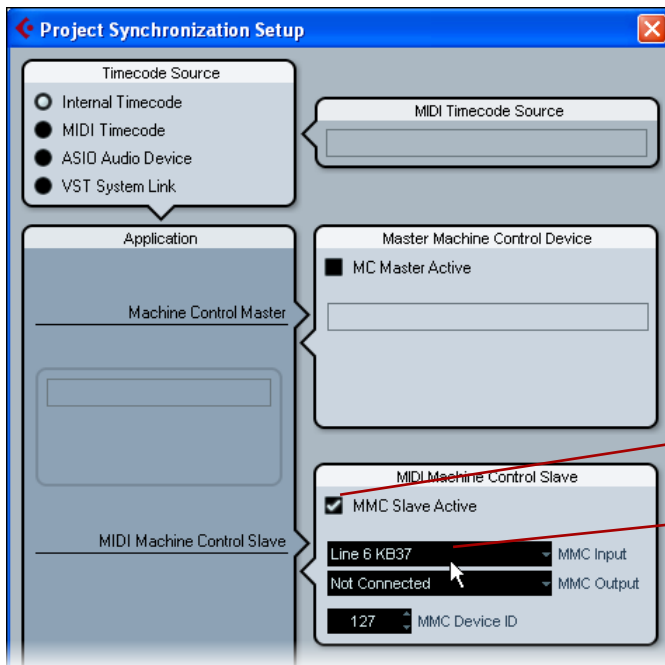 Project Synchronization Setup
Timecode Source
Internal Timecode
MIDI Timecode
ASIO Audio Device
VST System Link
MIDI Timecode Source
Application
Machine Control Master
MIDI Machine Control Slave
Master Machine Control Device
MC Master Active
MIDI Machine Control Slave
MMC Slave Active
Line 6 KB37 MMC Input
Not Connected MMC Output
127 MMC Device ID